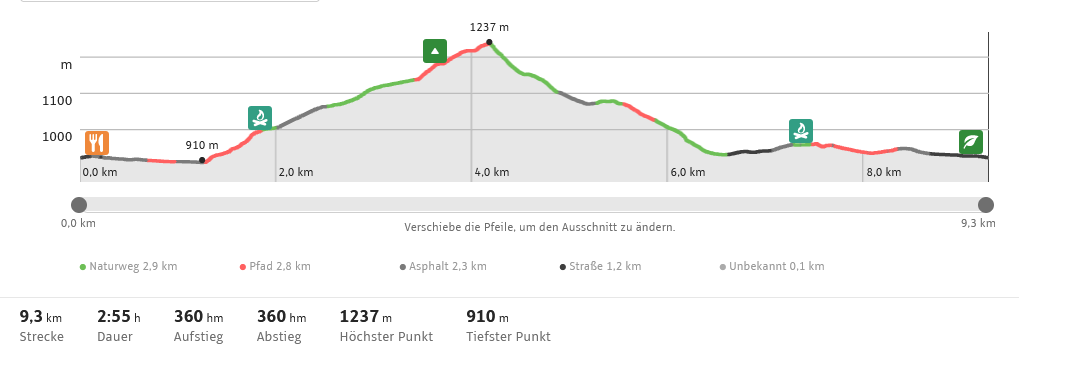 1237 m
m
1100
1000
910 m
0,0 km
2,0 km
4,0 km
6,0 km
8,0 km
0,0 km
Verschiebe die Pfeile, um den Ausschnitt zu ändern.
9,3 km
Naturweg 2,9 km
Pfad 2,8 km
Asphalt 2,3 km
Straße 1,2 km
Unbekannt 0,1 km
9,3 km
Strecke
2:55 h
Dauer
360 hm
Aufstieg
360 hm
Abstieg
1237 m
Höchster Punkt
910 m
Tiefster Punkt